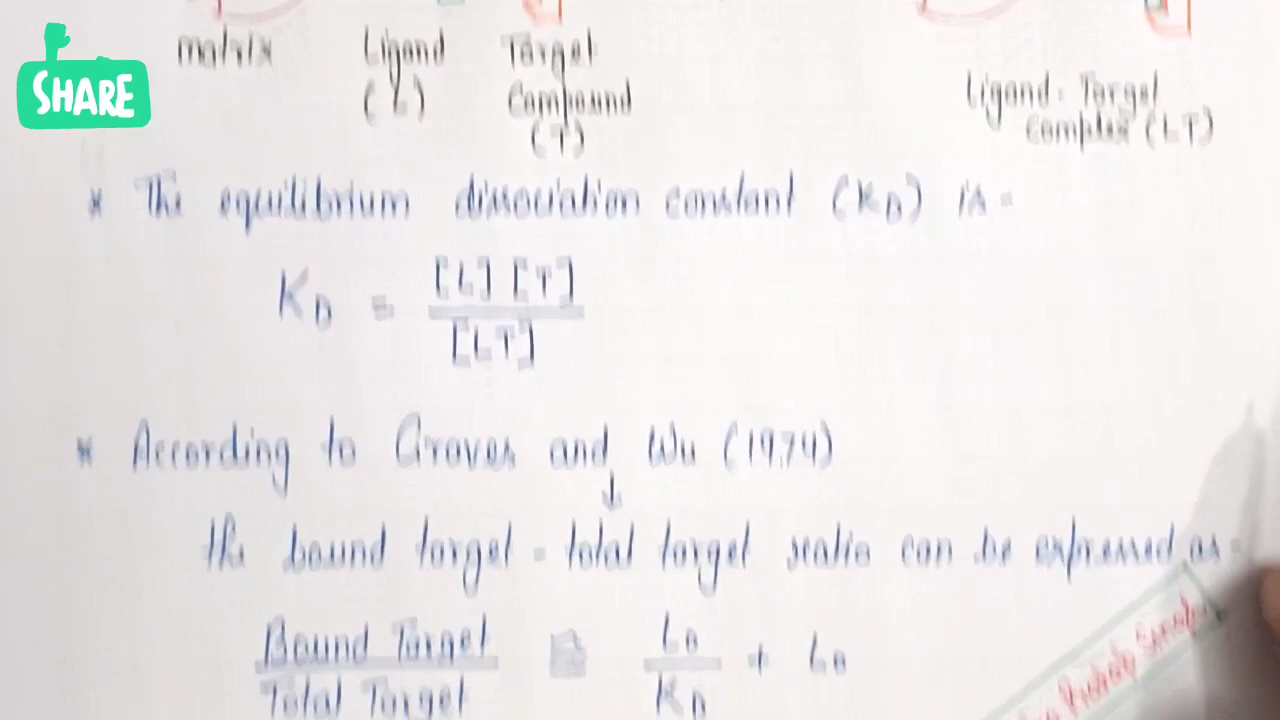 SHARE
matrix Ligand Target
(L) Compound Ligand - Target
(T) Complex (LT)
* The equilibrium dissociation constant (KD) is -
KD = [L] [T]
[LT]
* According to Graves and Wu (1974)
↓
the bound target - total target ratio can be expressed as -
Bound Target ≅ L0 + L0
Total Target KD